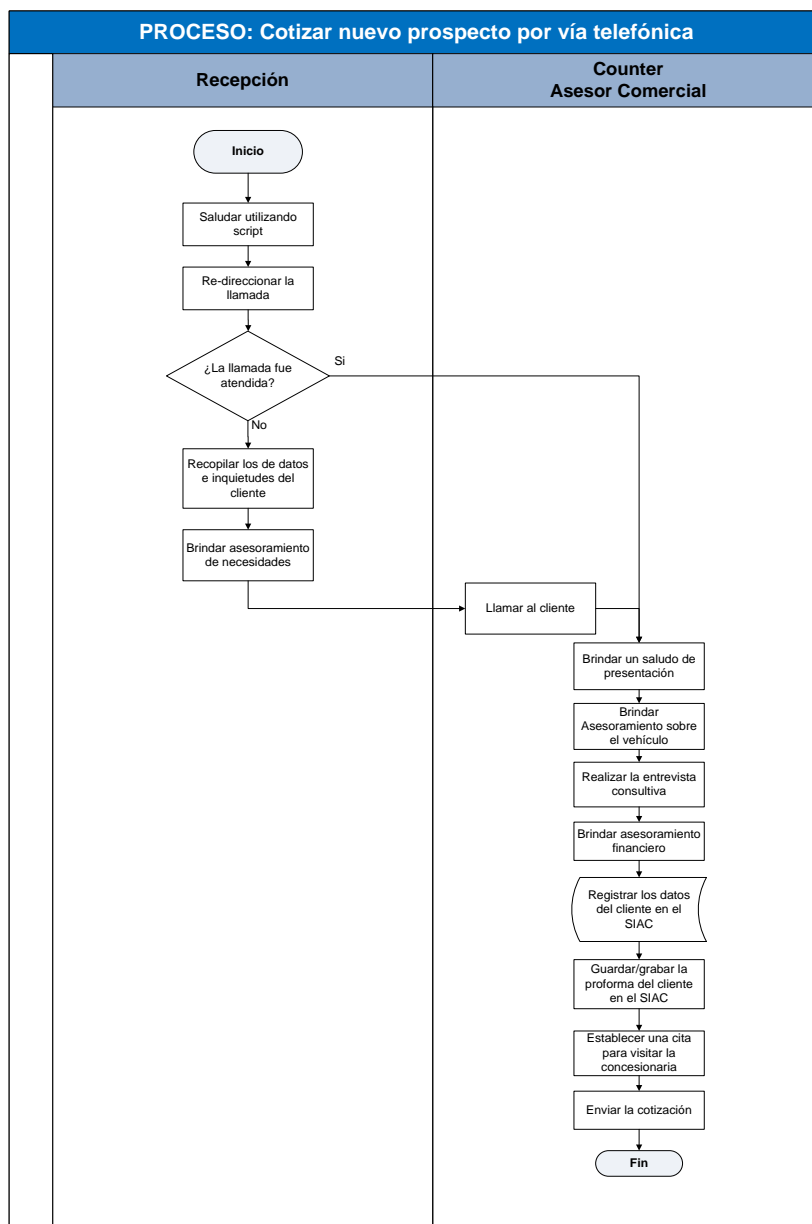 PROCESO: Cotizar nuevo prospecto por vía telefónica
Recepción
Counter
Asesor Comercial
Inicio
Saludar utilizando
script
Re-direccionar la
llamada
¿La llamada fue
atendida?
Si
No
Recopilar los de datos
e inquietudes del
cliente
Brindar asesoramiento
de necesidades
Llamar al cliente
Brindar un saludo de
presentación
Brindar
Asesoramiento sobre
el vehículo
Realizar la entrevista
consultiva
Brindar asesoramiento
financiero
Registrar los datos
del cliente en el
SIAC
Guardar/grabar la
proforma del cliente
en el SIAC
Establecer una cita
para visitar la
concesionaria
Enviar la cotización
Fin